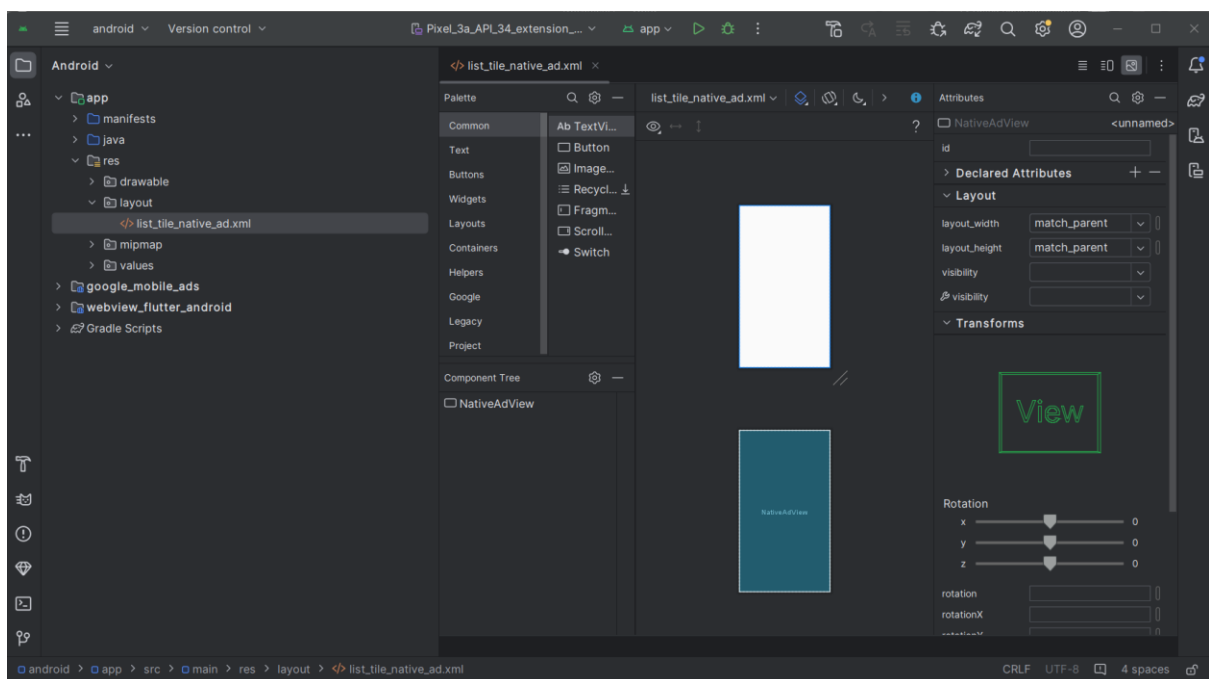 android Version control Pixel_3a_API_34_extension_... app
Android
app
manifests
java
res
drawable
layout
</> list_tile_native_ad.xml
mipmap
values
google_mobile_ads
webview_flutter_android
Gradle Scripts
</> list_tile_native_ad.xml
Palette
Common
Text
Buttons
Widgets
Layouts
Containers
Helpers
Google
Legacy
Project
Ab TextVi...
Button
Image...
Recycl...
Fragm...
Scroll...
Switch
Component Tree
NativeAdView
list_tile_native_ad.xml
?
NativeAdView
Attributes
NativeAdView <unnamed>
id
Declared Attributes
Layout
layout_width match_parent
layout_height match_parent
visibility
visibility
Transforms
View
Rotation
x 0
y 0
z 0
rotation
rotationX
android > app > src > main > res > layout > </> list_tile_native_ad.xml
CRLF UTF-8 4 spaces